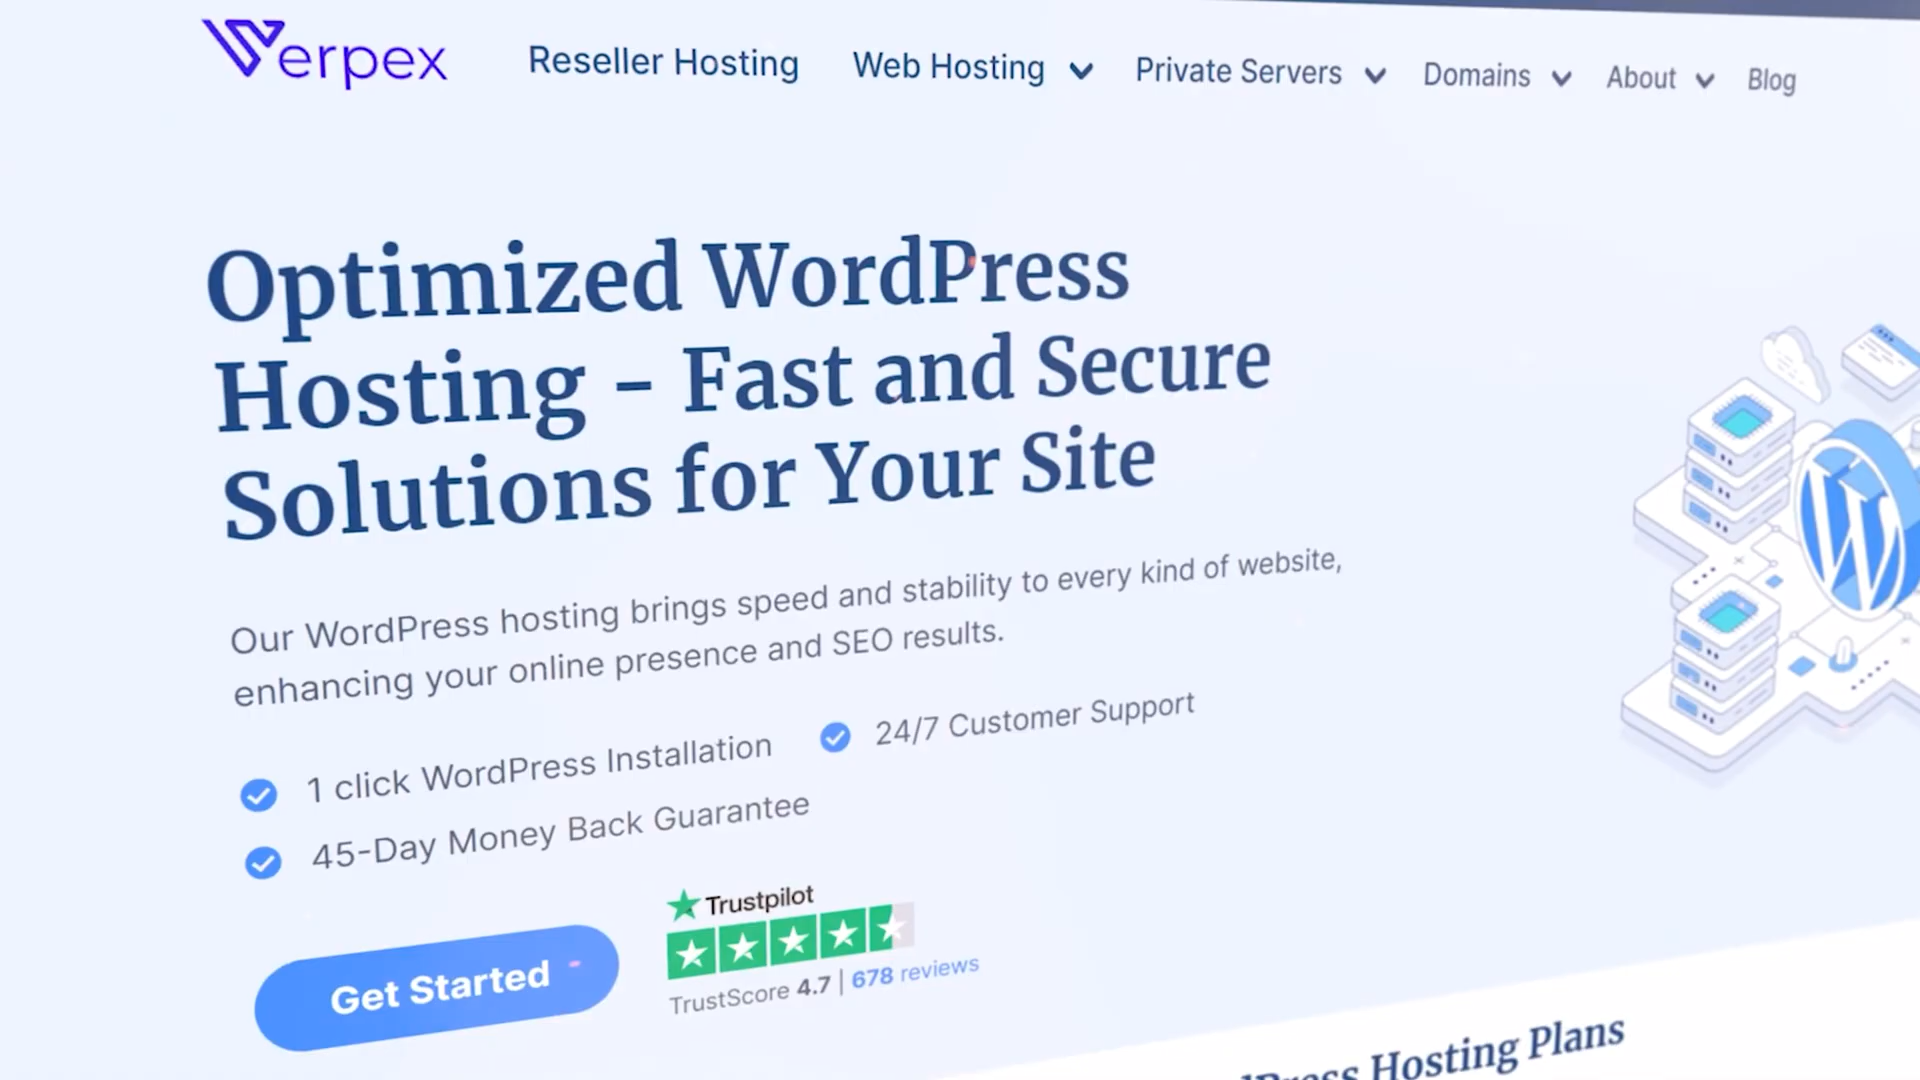 Verpex
Reseller Hosting
Web Hosting
Private Servers
Domains
About
Blog
Optimized WordPress
Hosting - Fast and Secure
Solutions for Your Site
Our WordPress hosting brings speed and stability to every kind of website,
enhancing your online presence and SEO results.
1 click WordPress Installation
24/7 Customer Support
45-Day Money Back Guarantee
Get Started
Trustpilot
TrustScore 4.7 | 678 reviews
Hosting Plans